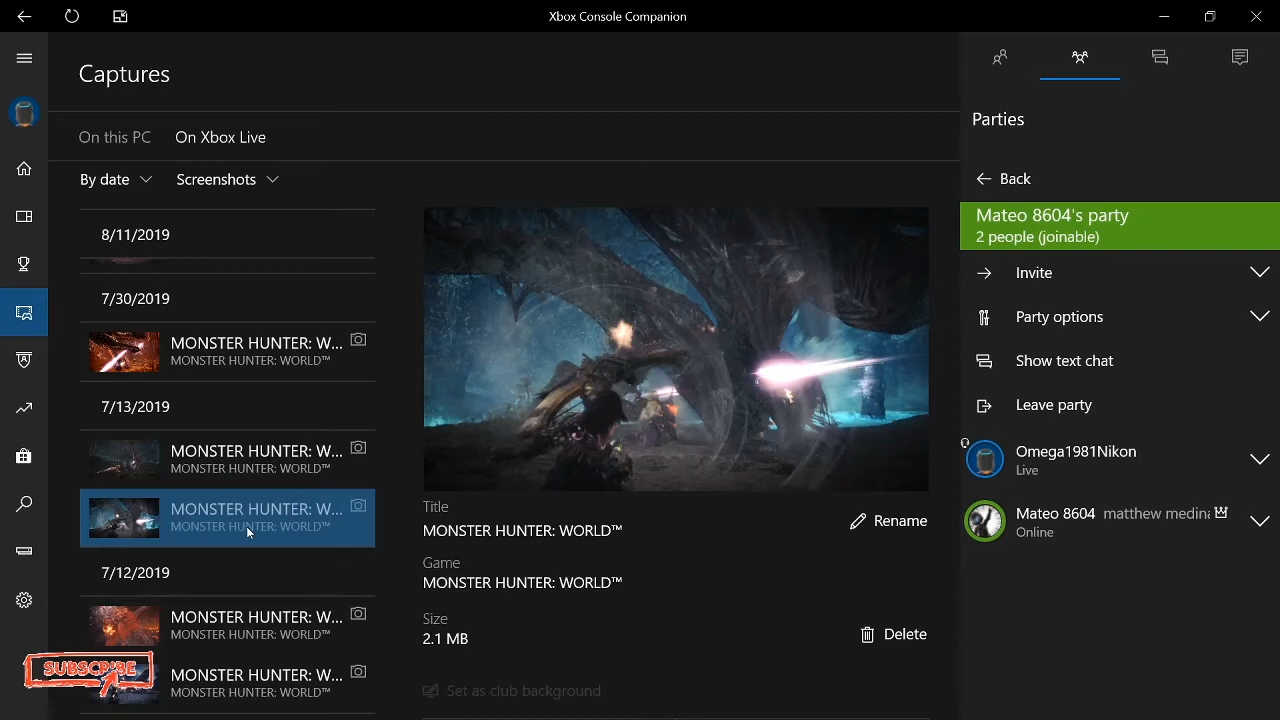 Xbox Console Companion
Captures
On this PC
On Xbox Live
By date
Screenshots
8/11/2019
7/30/2019
MONSTER HUNTER: W...
MONSTER HUNTER: WORLD™
7/13/2019
MONSTER HUNTER: W...
MONSTER HUNTER: WORLD™
MONSTER HUNTER: W...
MONSTER HUNTER: WORLD™
7/12/2019
MONSTER HUNTER: W...
MONSTER HUNTER: WORLD™
MONSTER HUNTER: W...
MONSTER HUNTER: WORLD™
SUBSCRIBE
Title
MONSTER HUNTER: WORLD™
Rename
Game
MONSTER HUNTER: WORLD™
Size
2.1 MB
Delete
Set as club background
Parties
Back
Mateo 8604's party
2 people (joinable)
Invite
Party options
Show text chat
Leave party
Omega1981Nikon
Live
Mateo 8604 matthew medina
Online